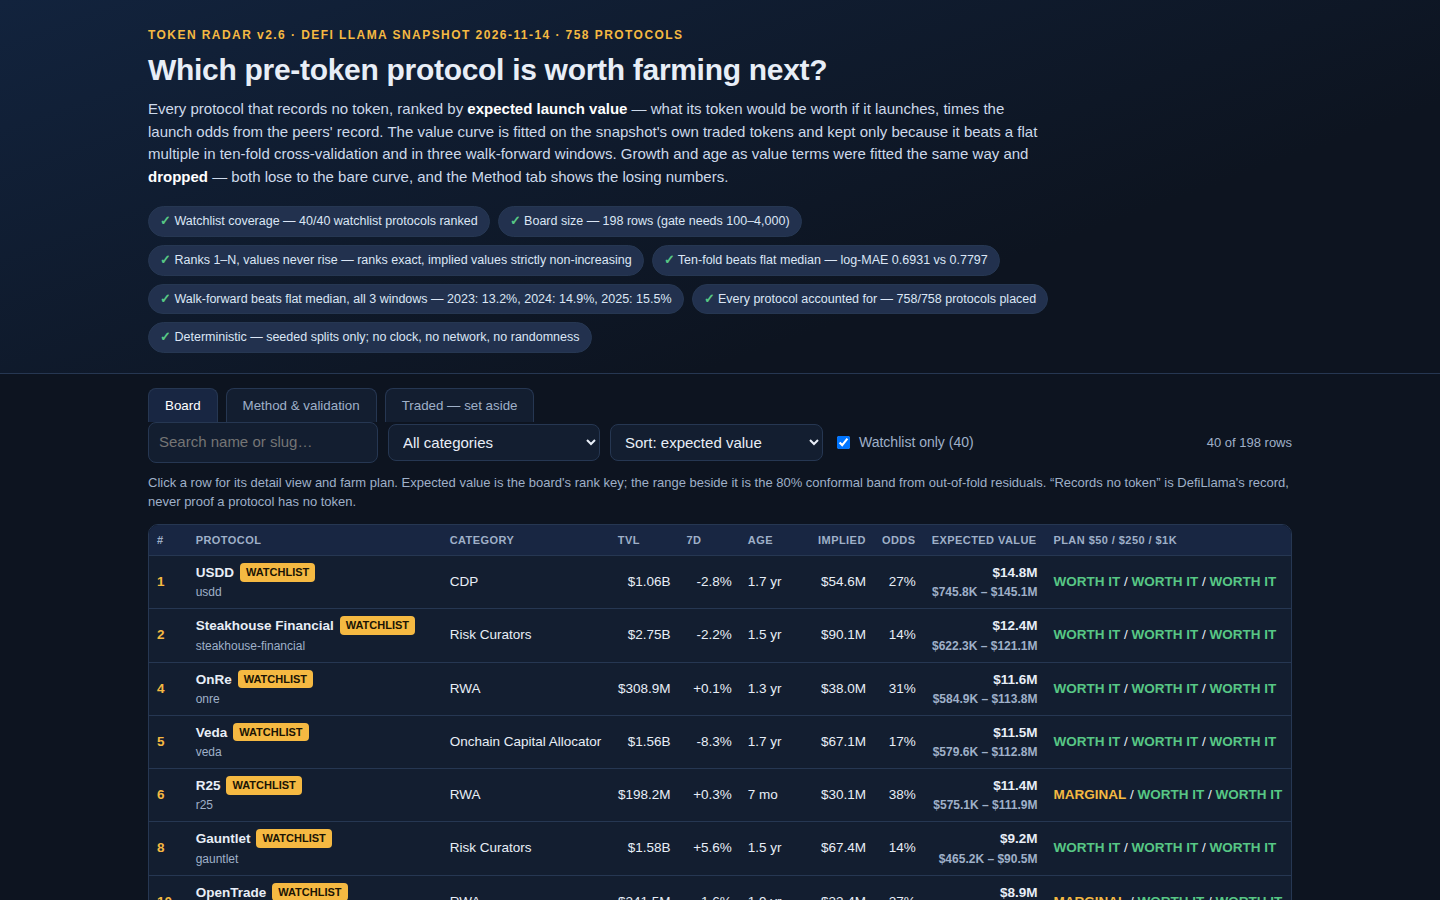 TOKEN RADAR v2.6 · DEFI LLAMA SNAPSHOT 2026-11-14 · 758 PROTOCOLS
Which pre-token protocol is worth farming next?
Every protocol that records no token, ranked by expected launch value — what its token would be worth if it launches, times the
launch odds from the peers' record. The value curve is fitted on the snapshot's own traded tokens and kept only because it beats a flat
multiple in ten-fold cross-validation and in three walk-forward windows. Growth and age as value terms were fitted the same way and
dropped — both lose to the bare curve, and the Method tab shows the losing numbers.
✓ Watchlist coverage — 40/40 watchlist protocols ranked ✓ Board size — 198 rows (gate needs 100–4,000)
✓ Ranks 1–N, values never rise — ranks exact, implied values strictly non-increasing ✓ Ten-fold beats flat median — log-MAE 0.6931 vs 0.7797
✓ Walk-forward beats flat median, all 3 windows — 2023: 13.2%, 2024: 14.9%, 2025: 15.5% ✓ Every protocol accounted for — 758/758 protocols placed
✓ Deterministic — seeded splits only; no clock, no network, no randomness
Board Method & validation Traded — set aside
Search name or slug… All categories Sort: expected value Watchlist only (40) 40 of 198 rows
Click a row for its detail view and farm plan. Expected value is the board's rank key; the range beside it is the 80% conformal band from out-of-fold residuals. “Records no token” is DefiLlama's record,
never proof a protocol has no token.
# PROTOCOL CATEGORY TVL 7D AGE IMPLIED ODDS EXPECTED VALUE PLAN $50 / $250 / $1K
1 USDD WATCHLIST CDP $1.06B -2.8% 1.7 yr $54.6M 27% $14.8M WORTH IT / WORTH IT / WORTH IT
usdd $745.8K – $145.1M
2 Steakhouse Financial WATCHLIST Risk Curators $2.75B -2.2% 1.5 yr $90.1M 14% $12.4M WORTH IT / WORTH IT / WORTH IT
steakhouse-financial $622.3K – $121.1M
4 OnRe WATCHLIST RWA $308.9M +0.1% 1.3 yr $38.0M 31% $11.6M WORTH IT / WORTH IT / WORTH IT
onre $584.9K – $113.8M
5 Veda WATCHLIST Onchain Capital Allocator $1.56B -8.3% 1.7 yr $67.1M 17% $11.5M WORTH IT / WORTH IT / WORTH IT
veda $579.6K – $112.8M
6 R25 WATCHLIST RWA $198.2M +0.3% 7 mo $30.1M 38% $11.4M MARGINAL / WORTH IT / WORTH IT
r25 $575.1K – $111.9M
8 Gauntlet WATCHLIST Risk Curators $1.58B +5.6% 1.5 yr $67.4M 14% $9.2M WORTH IT / WORTH IT / WORTH IT
gauntlet $465.2K – $90.5M
OpenTrade WATCHLIST $8.9M